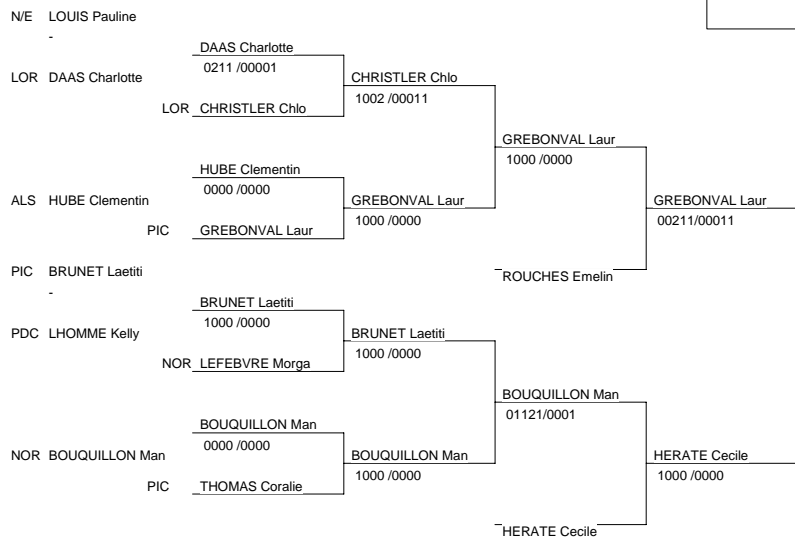 N/E LOUIS Pauline
-
DAAS Charlotte
0211 /00001
LOR DAAS Charlotte
CHRISTLER Chlo
1002 /00011
LOR CHRISTLER Chlo
GREBONVAL Laur
1000 /0000
HUBE Clementin
0000 /0000
ALS HUBE Clementin
GREBONVAL Laur
1000 /0000
GREBONVAL Laur
00211/00011
PIC GREBONVAL Laur
PIC BRUNET Laetiti
-
ROUCHES Emelin
BRUNET Laetiti
1000 /0000
PDC LHOMME Kelly
BRUNET Laetiti
1000 /0000
NOR LEFEBVRE Morga
BOUQUILLON Man
01121/0001
BOUQUILLON Man
0000 /0000
NOR BOUQUILLON Man
BOUQUILLON Man
1000 /0000
HERATE Cecile
1000 /0000
PIC THOMAS Coralie
HERATE Cecile